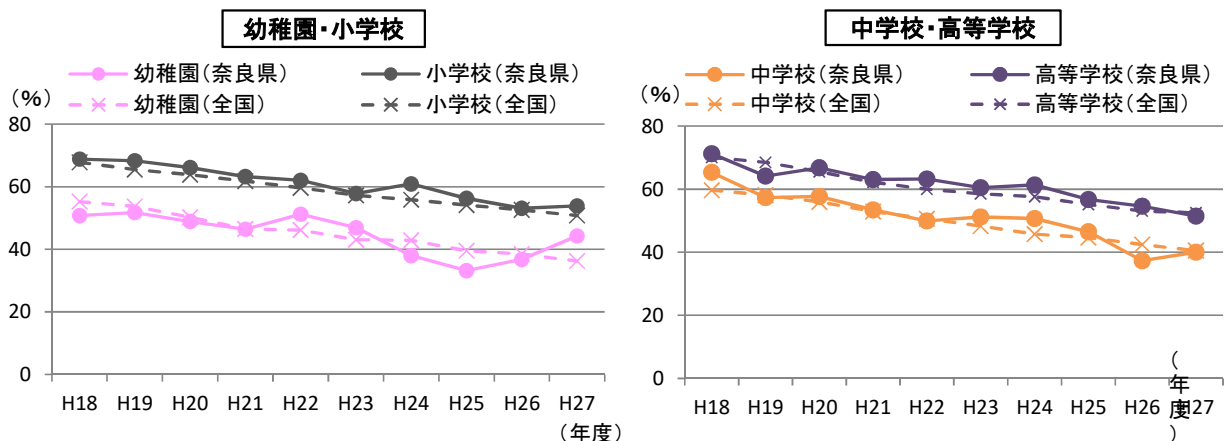 幼稚園・小学校
幼稚園(奈良県) 小学校(奈良県)
幼稚園(全国) 小学校(全国)
(%)
80
60
40
20
0
H18 H19 H20 H21 H22 H23 H24 H25 H26 H27
(年度)
中学校・高等学校
中学校(奈良県) 高等学校(奈良県)
中学校(全国) 高等学校(全国)
(%)
80
60
40
20
0
H18 H19 H20 H21 H22 H23 H24 H25 H26 H27
(年度)